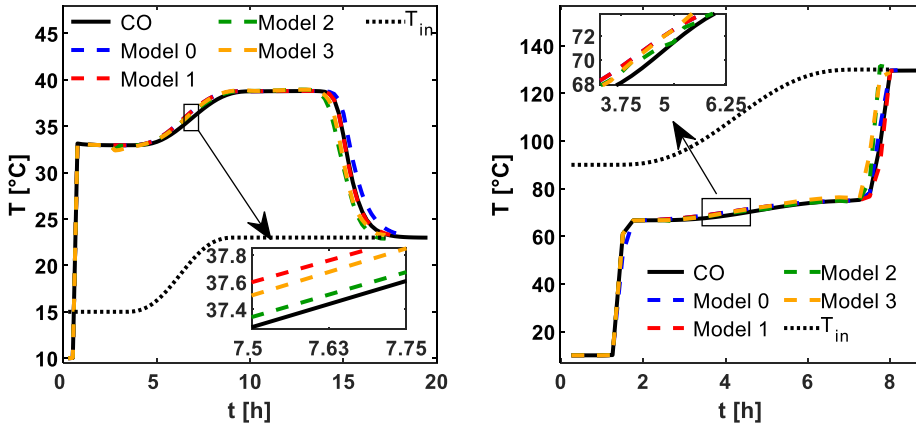 CO
Model 0
Model 1
Model 2
Model 3
T_in
45
40
35
30
25
20
15
10
T [°C]
37.8
37.6
37.4
7.5 7.63 7.75
0 5 10 15 20
t [h]
72
70
68
3.75 5 6.25
140
120
100
80
60
40
20
T [°C]
CO
Model 0
Model 1
Model 2
Model 3
T_in
0 2 4 6 8
t [h]